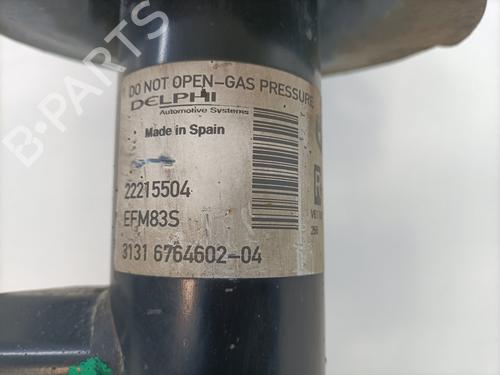 B-Parts
DO NOT OPEN-GAS PRESSURE
DELPHI
Automotive Systems
Made in Spain
22215504
EFM83S
3131 6764602-04